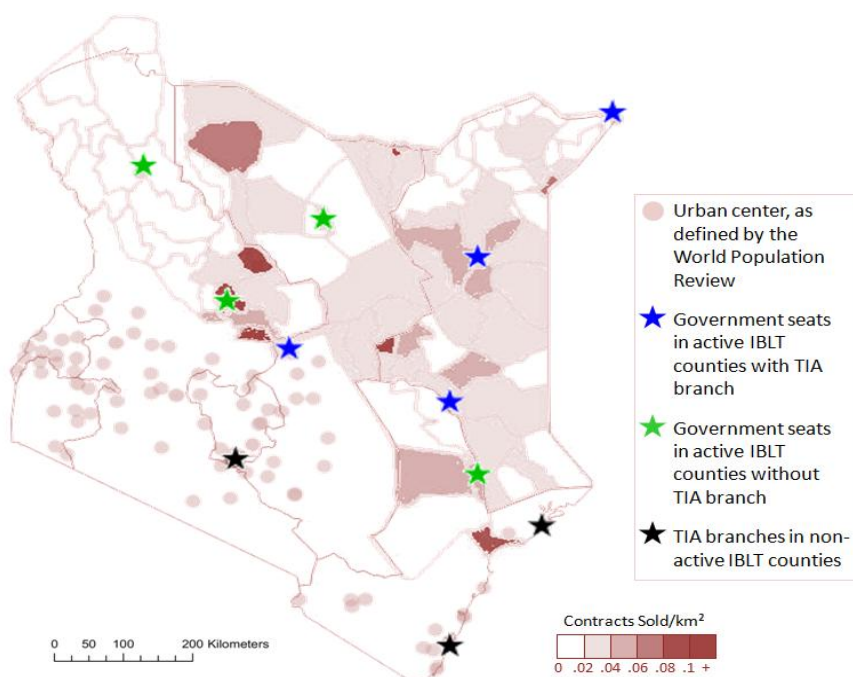 Urban center, as
defined by the
World Population
Review
Government seats
in active IBLT
counties with TIA
branch
Government seats
in active IBLT
counties without
TIA branch
TIA branches in non-
active IBLT counties
Contracts Sold/km²
0 .02 .04 .06 .08 .1 +
0 50 100 200 Kilometers